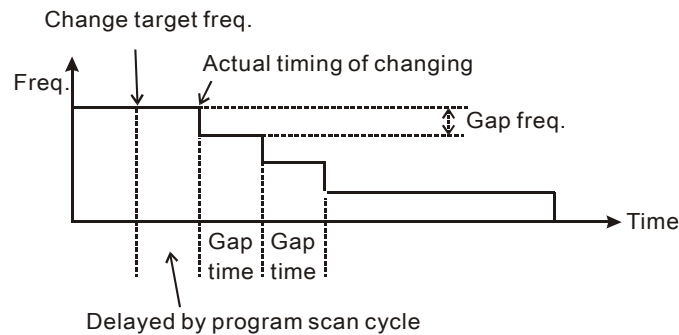 Change target freq.
Actual timing of changing
Freq.
Gap freq.
Time
Gap
time
Gap
time
Delayed by program scan cycle